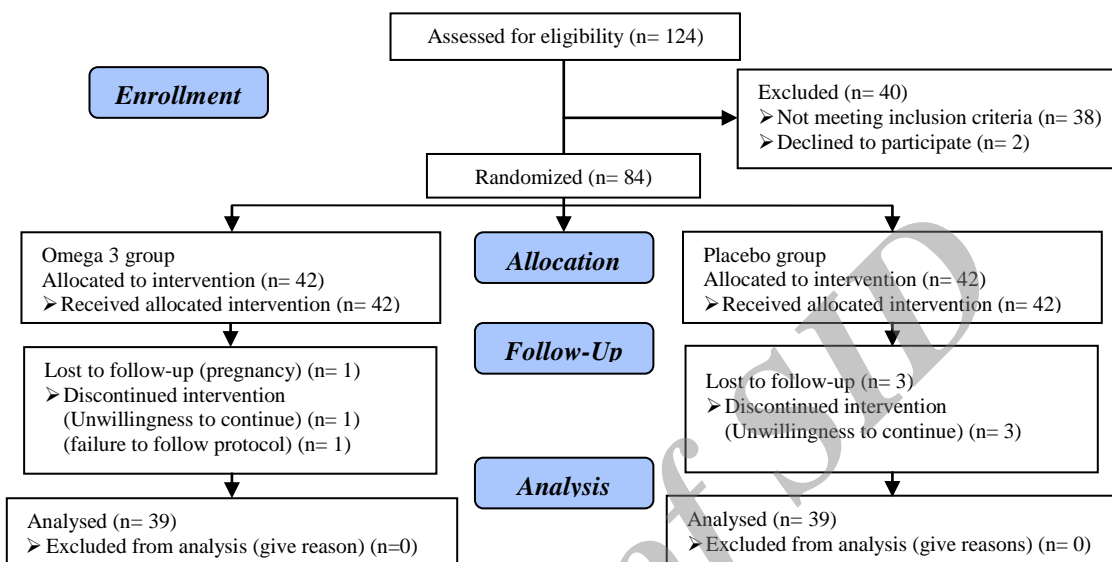 Assessed for eligibility (n= 124)
Enrollment
Excluded (n= 40)
➢Not meeting inclusion criteria (n= 38)
➢Declined to participate (n= 2)
Randomized (n= 84)
Omega 3 group
Allocated to intervention (n= 42)
➢Received allocated intervention (n= 42)
Allocation
Placebo group
Allocated to intervention (n= 42)
➢Received allocated intervention (n= 42)
Follow-Up
Lost to follow-up (pregnancy) (n= 1)
➢Discontinued intervention
(Unwillingness to continue) (n= 1)
(failure to follow protocol) (n= 1)
Lost to follow-up (n= 3)
➢Discontinued intervention
(Unwillingness to continue) (n= 3)
Analysis
Analysed (n= 39)
➢Excluded from analysis (give reason) (n=0)
Analysed (n= 39)
➢Excluded from analysis (give reasons) (n= 0)
of SID